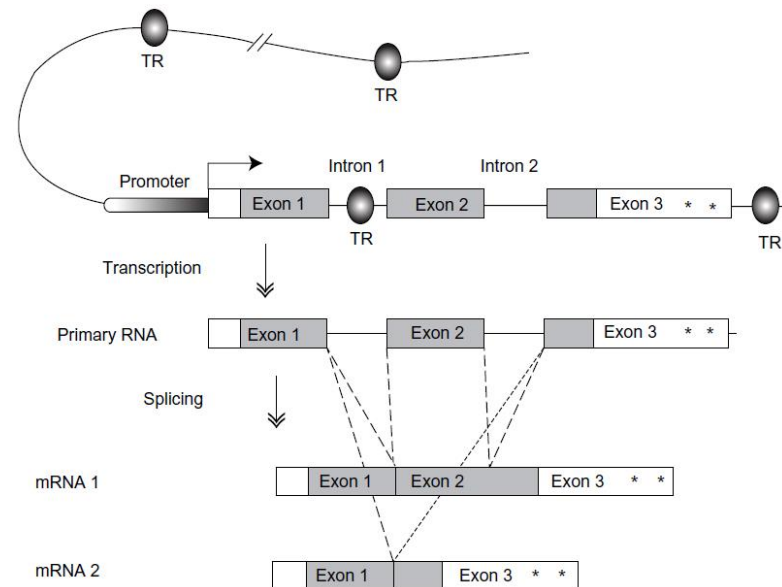 TR
TR
Promoter
Intron 1
Intron 2
Exon 1
Exon 2
Exon 3 * *
TR
TR
Transcription
Primary RNA
Exon 1
Exon 2
Exon 3 * *
Splicing
mRNA 1
Exon 1
Exon 2
Exon 3 * *
mRNA 2
Exon 1
Exon 3 * *